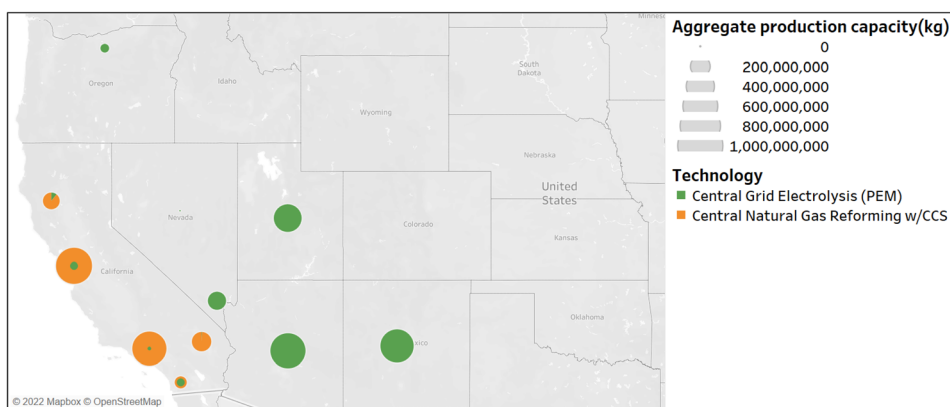 Minnesota
Oregon
Idaho
South
Dakota
Wyoming
Nebraska
United
States
Nevada
Colorado
Kansas
California
Oklahoma
xico
© 2022 Mapbox © OpenStreetMap
Aggregate production capacity(kg)
0
200,000,000
400,000,000
600,000,000
800,000,000
1,000,000,000
Technology
Central Grid Electrolysis (PEM)
Central Natural Gas Reforming w/CCS